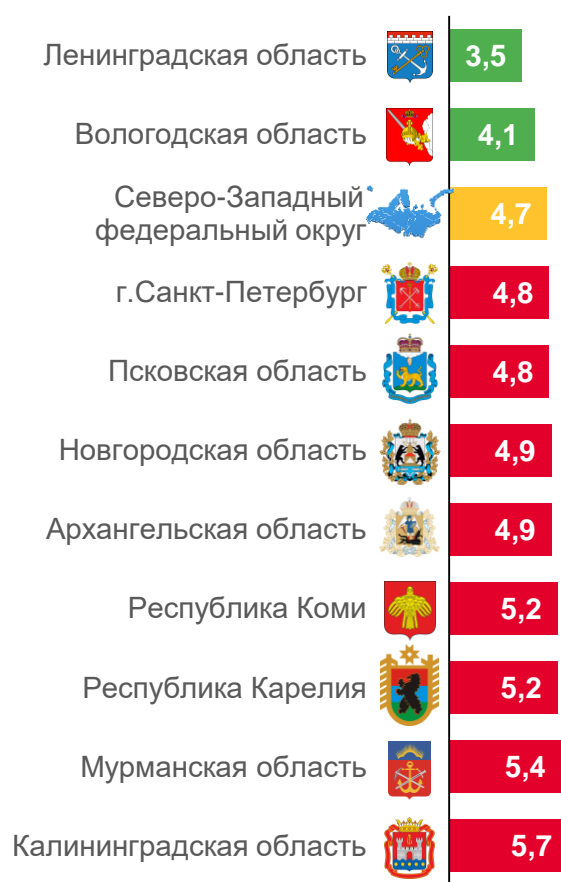 Ленинградская область 3,5
Вологодская область 4,1
Северо-Западный
федеральный округ 4,7
г.Санкт-Петербург 4,8
Псковская область 4,8
Новгородская область 4,9
Архангельская область 4,9
Республика Коми 5,2
Республика Карелия 5,2
Мурманская область 5,4
Калининградская область 5,7